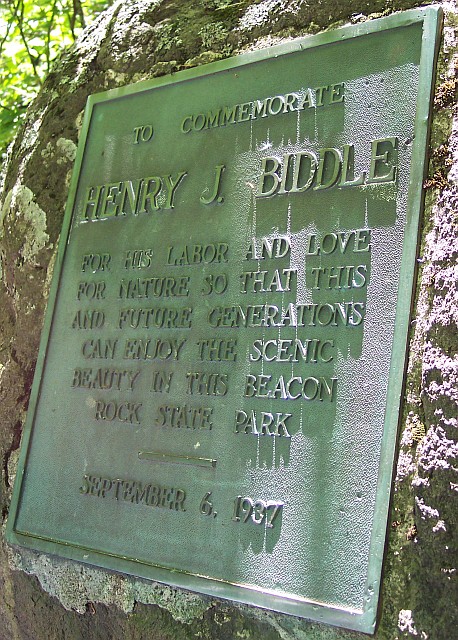 TO COMMEMORATE
HENRY J. BIDDLE
FOR HIS LABOR AND LOVE
FOR NATURE SO THAT THIS
AND FUTURE GENERATIONS
CAN ENJOY THE SCENIC
BEAUTY IN THIS BEACON
ROCK STATE PARK
SEPTEMBER 6, 1937